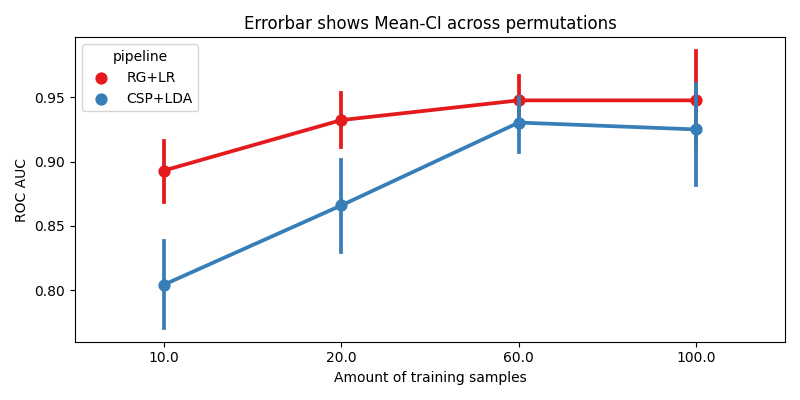 Errorbar shows Mean-CI across permutations
pipeline
RG+LR
CSP+LDA
ROC AUC
0.95
0.90
0.85
0.80
10.0
20.0
60.0
100.0
Amount of training samples